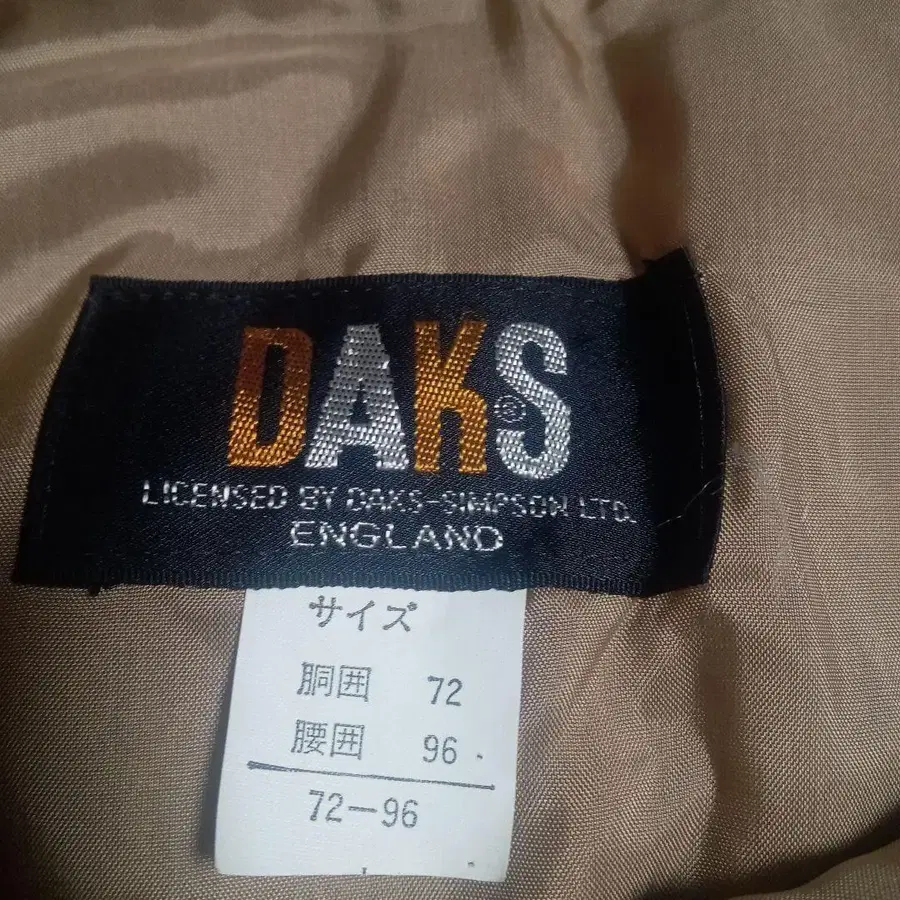 DAKS
LICENSED BY DAKS-SIMPSON LTD.
ENGLAND
サイズ
胴囲 72
腰囲 96
72-96